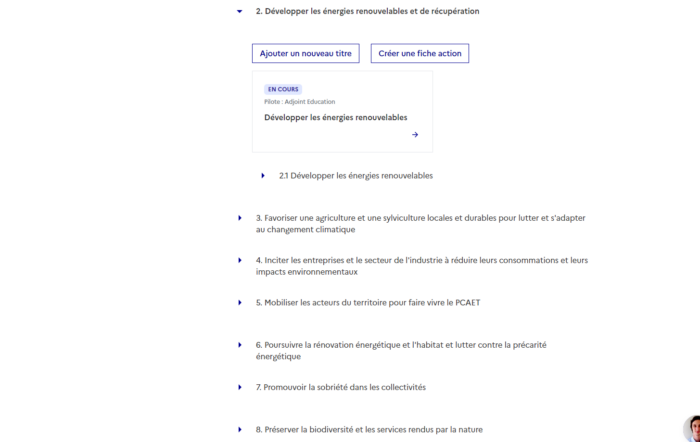 2. Développer les énergies renouvelables et de récupération
Ajouter un nouveau titre
Créer une fiche action
EN COURS
Pilote : Adjoint Education
Développer les énergies renouvelables
2.1 Développer les énergies renouvelables
3. Favoriser une agriculture et une sylviculture locales et durables pour lutter et s'adapter
au changement climatique
4. Inciter les entreprises et le secteur de l'industrie à réduire leurs consommations et leurs
impacts environnementaux
5. Mobiliser les acteurs du territoire pour faire vivre le PCAET
6. Poursuivre la rénovation énergétique et l'habitat et lutter contre la précarité
énergétique
7. Promouvoir la sobriété dans les collectivités
8. Préserver la biodiversité et les services rendus par la nature